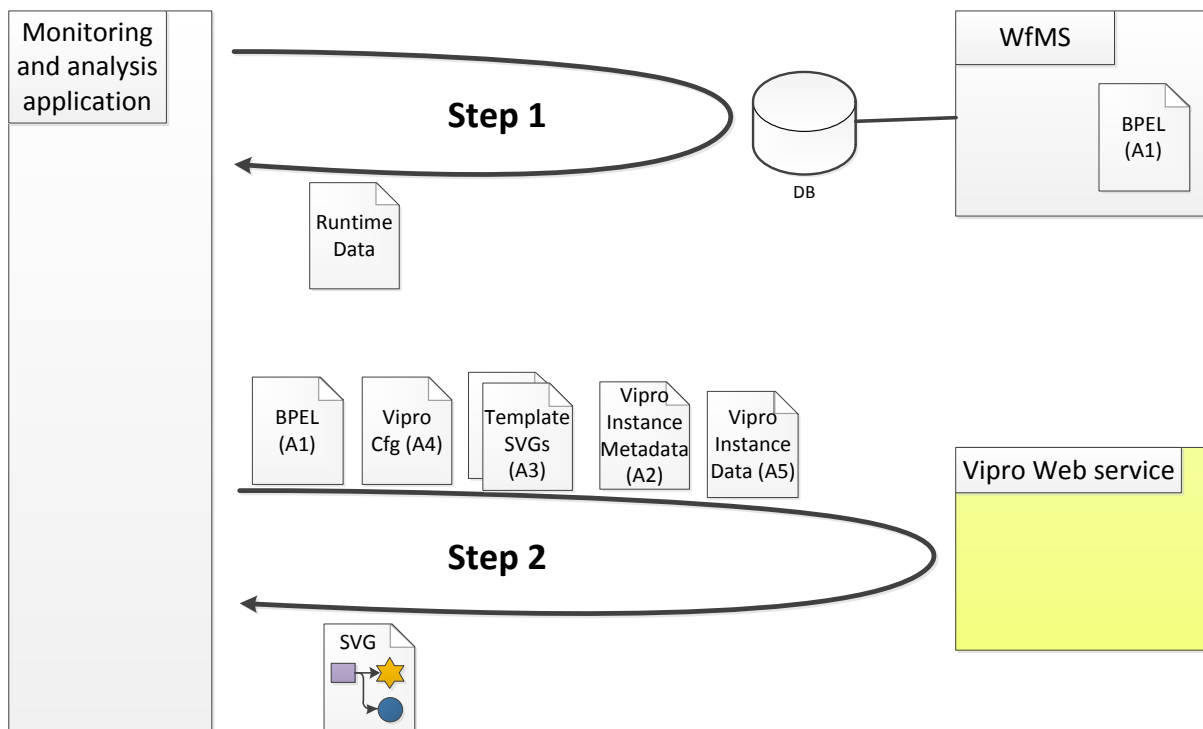 Monitoring
and analysis
application
WfMS
BPEL
(A1)
Step 1
DB
Runtime
Data
BPEL
(A1)
Vipro
Cfg (A4)
Template
SVGs
(A3)
Vipro
Instance
Metadada
(A2)
Vipro
Instance
Data (A5)
Vipro Web service
Step 2
SVG